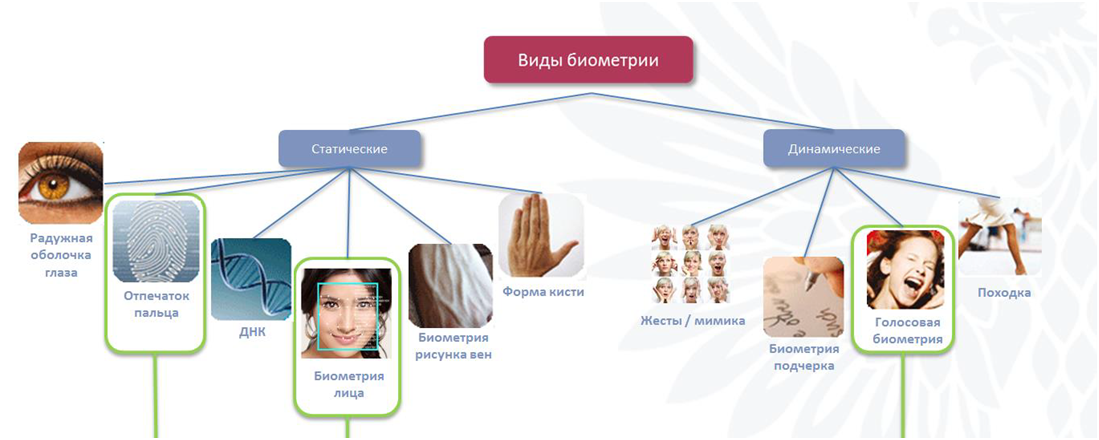 Виды биометрии
Статические
Динамические
Радужная
оболочка
глаза
Отпечаток
пальца
ДНК
Биометрия
лица
Биометрия
рисунка вен
Форма кисти
Жесты / мимика
Биометрия
подчерка
Голосовая
биометрия
Походка